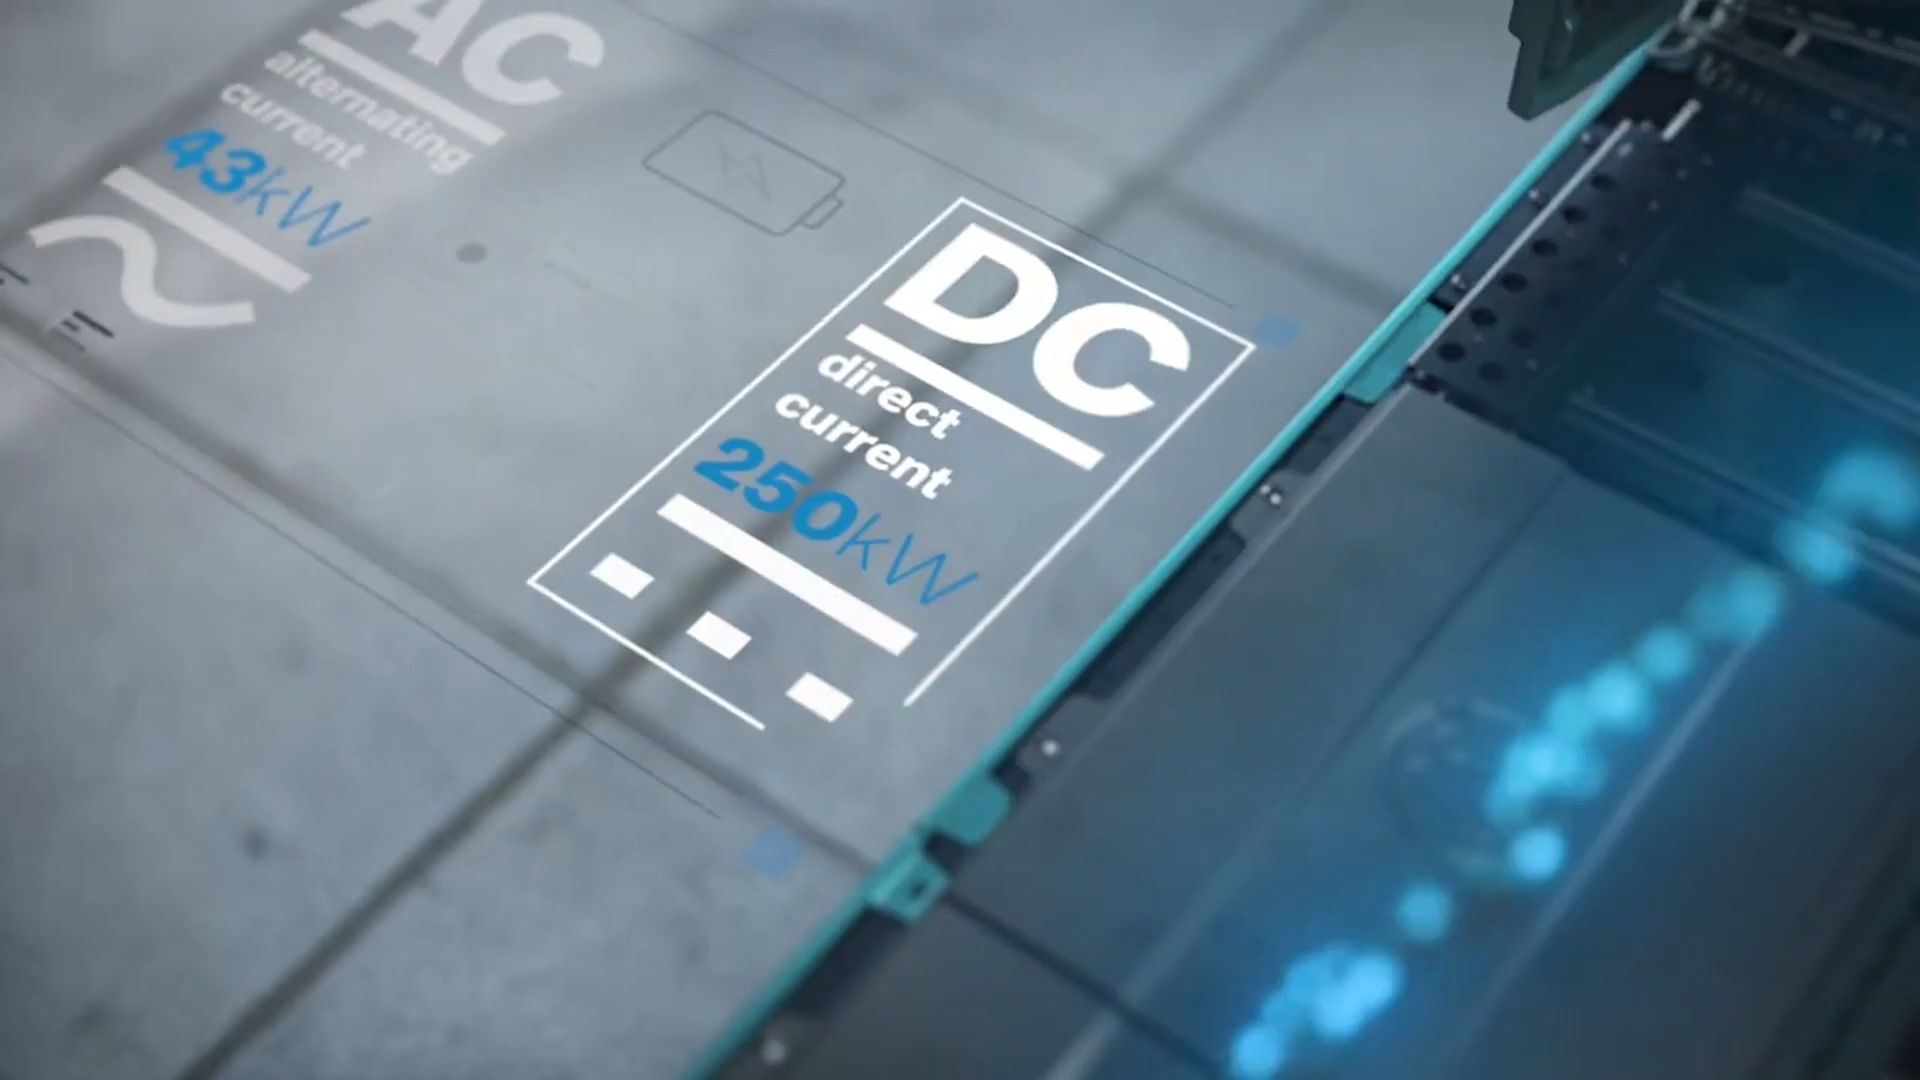 AC
alternating
current
43kW
DC
direct
current
250kW